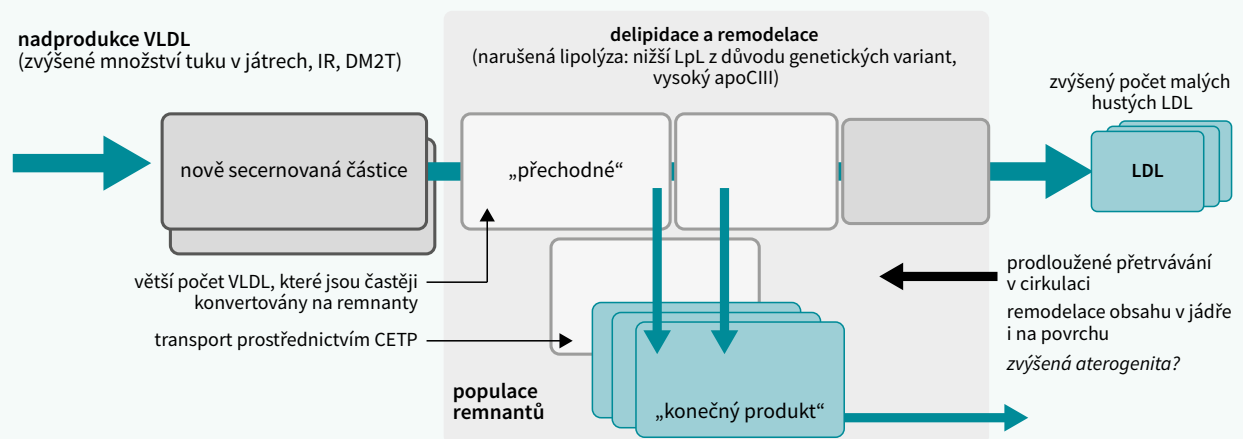 nadprodukce VLDL
(zvýšené množství tuku v játrech, IR, DM2T)
delipidace a remodelace
(narušená lipolýza: nižší LpL z důvodu genetických variant,
vysoký apoCIII)
zvýšený počet malých
hustých LDL
nově secernovaná částice
„přechodné“
LDL
větší počet VLDL, které jsou častěji
konvertovány na remnanty
transport prostřednictvím CETP
prodloužené přetrvávání
v cirkulaci
remodelace obsahu v jádře
i na povrchu
zvýšená aterogenita?
populace
remnantů
„konečný produkt“